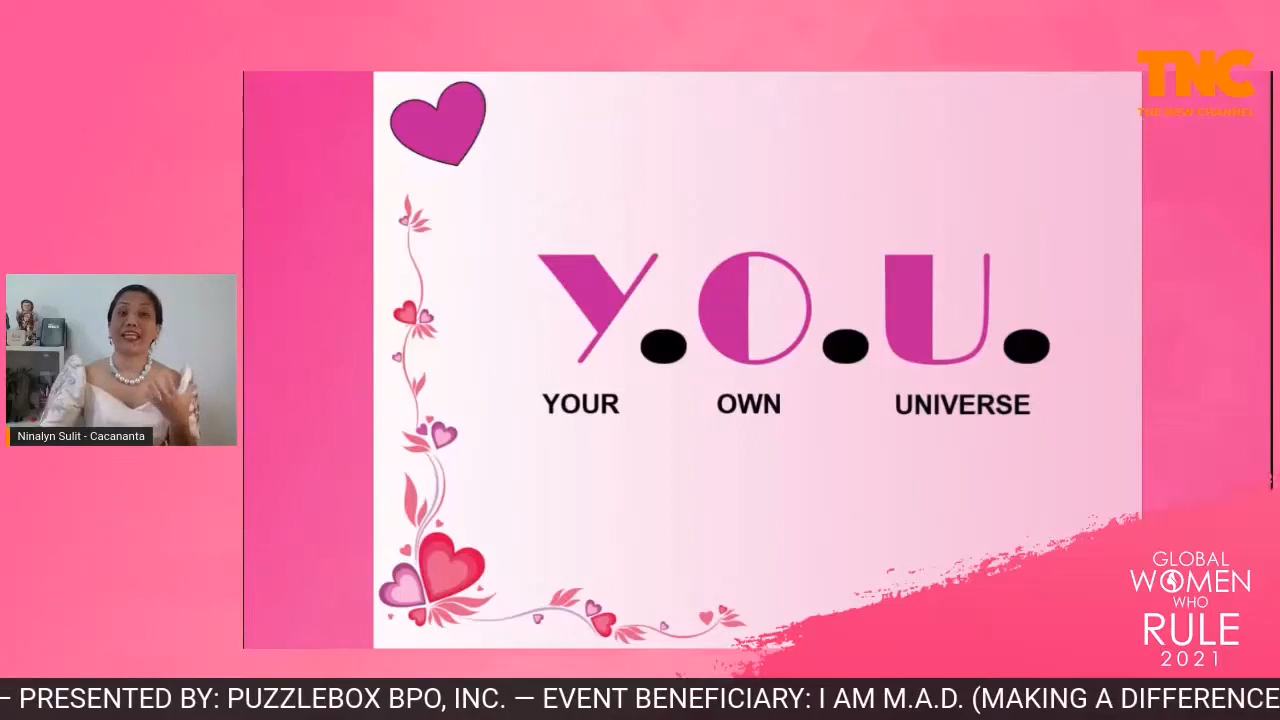 TNC
THE NEW CHANNEL
Y.O.U.
YOUR OWN UNIVERSE
Ninalyn Sulit - Cacananta
GLOBAL
WOMEN
WHO
RULE
2021
– PRESENTED BY: PUZZLEBOX BPO, INC. — EVENT BENEFICIARY: I AM M.A.D. (MAKING A DIFFERENCE